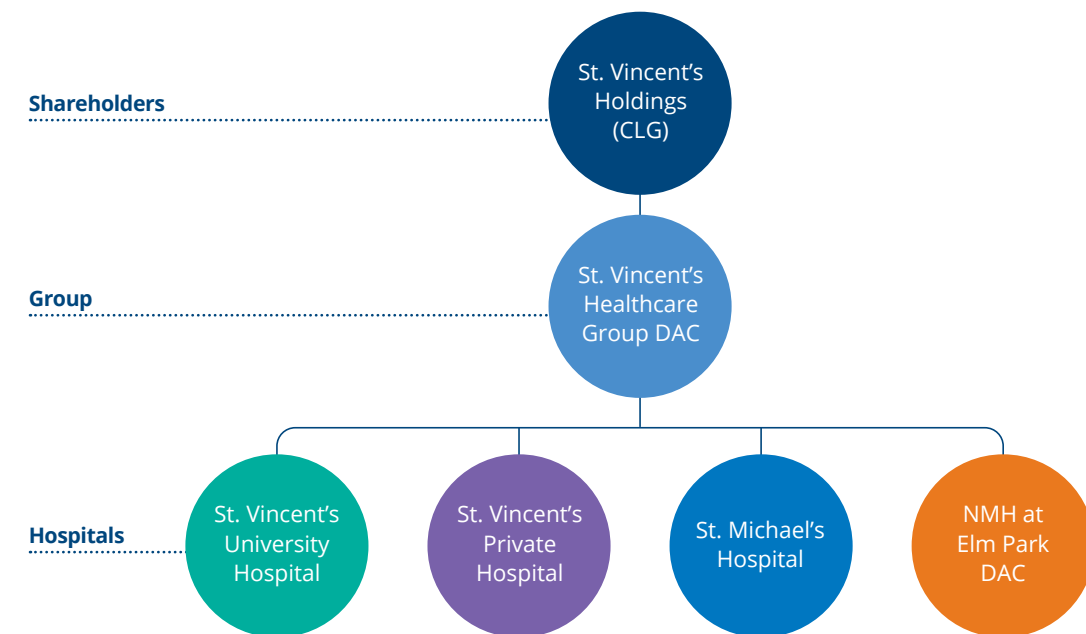 Shareholders
St. Vincent’s
Holdings
(CLG)
Group
St. Vincent’s
Healthcare
Group DAC
Hospitals
St. Vincent’s
University
Hospital
St. Vincent’s
Private
Hospital
St. Michael’s
Hospital
NMH at
Elm Park
DAC